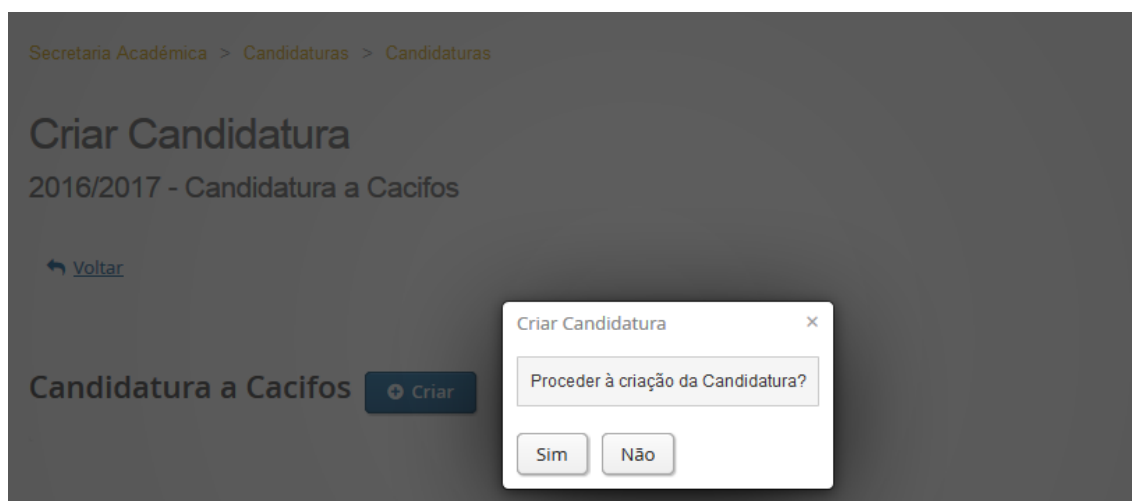 Secretaria Académica > Candidaturas > Candidaturas
Criar Candidatura
2016/2017 - Candidatura a Cacifos
Voltar
Criar Candidatura ×
Proceder à criação da Candidatura?
Candidatura a Cacifos Criar
Sim Não